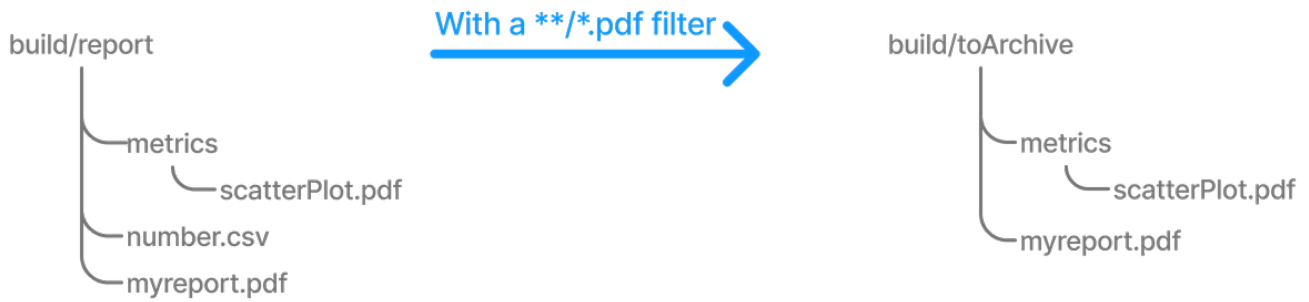 With a **/*.pdf filter
build/report
metrics
scatterPlot.pdf
number.csv
myreport.pdf
build/toArchive
metrics
scatterPlot.pdf
myreport.pdf